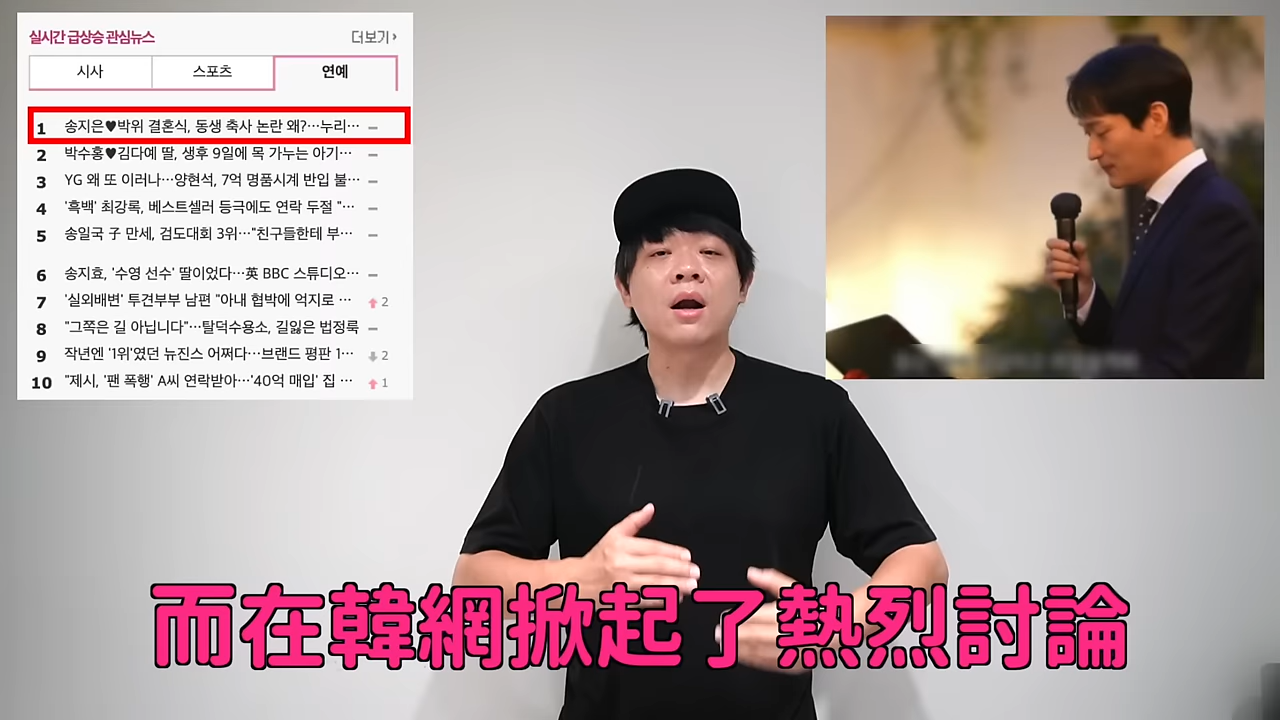 실시간 급상승 관심뉴스
더보기 ›
시사
스포츠
연예
1 송지은♥박위 결혼식, 동생 축사 논란 왜?…누리…
2 박수홍♥김다예 딸, 생후 9일에 목 가누는 아기…
3 YG 왜 또 이러나…양현석, 7억 명품시계 반입 불…
4 '흑백' 최강록, 베스트셀러 등극에도 연락 두절 "…
5 송일국 子 만세, 검도대회 3위…"친구들한테 부…
6 송지효, '수영 선수' 딸이었다…英 BBC 스튜디오…
7 '실외배변' 투견부부 남편 "아내 협박에 억지로 … 2
8 "그쪽은 길 아닙니다"…탈덕수용소, 길잃은 법정룩
9 작년엔 '1위'였던 뉴진스 어쩌다…브랜드 평판 1… 2
10 "제시, '팬 폭행' A씨 연락받아…'40억 매입' 집 … 1
而在韓網掀起了熱烈討論